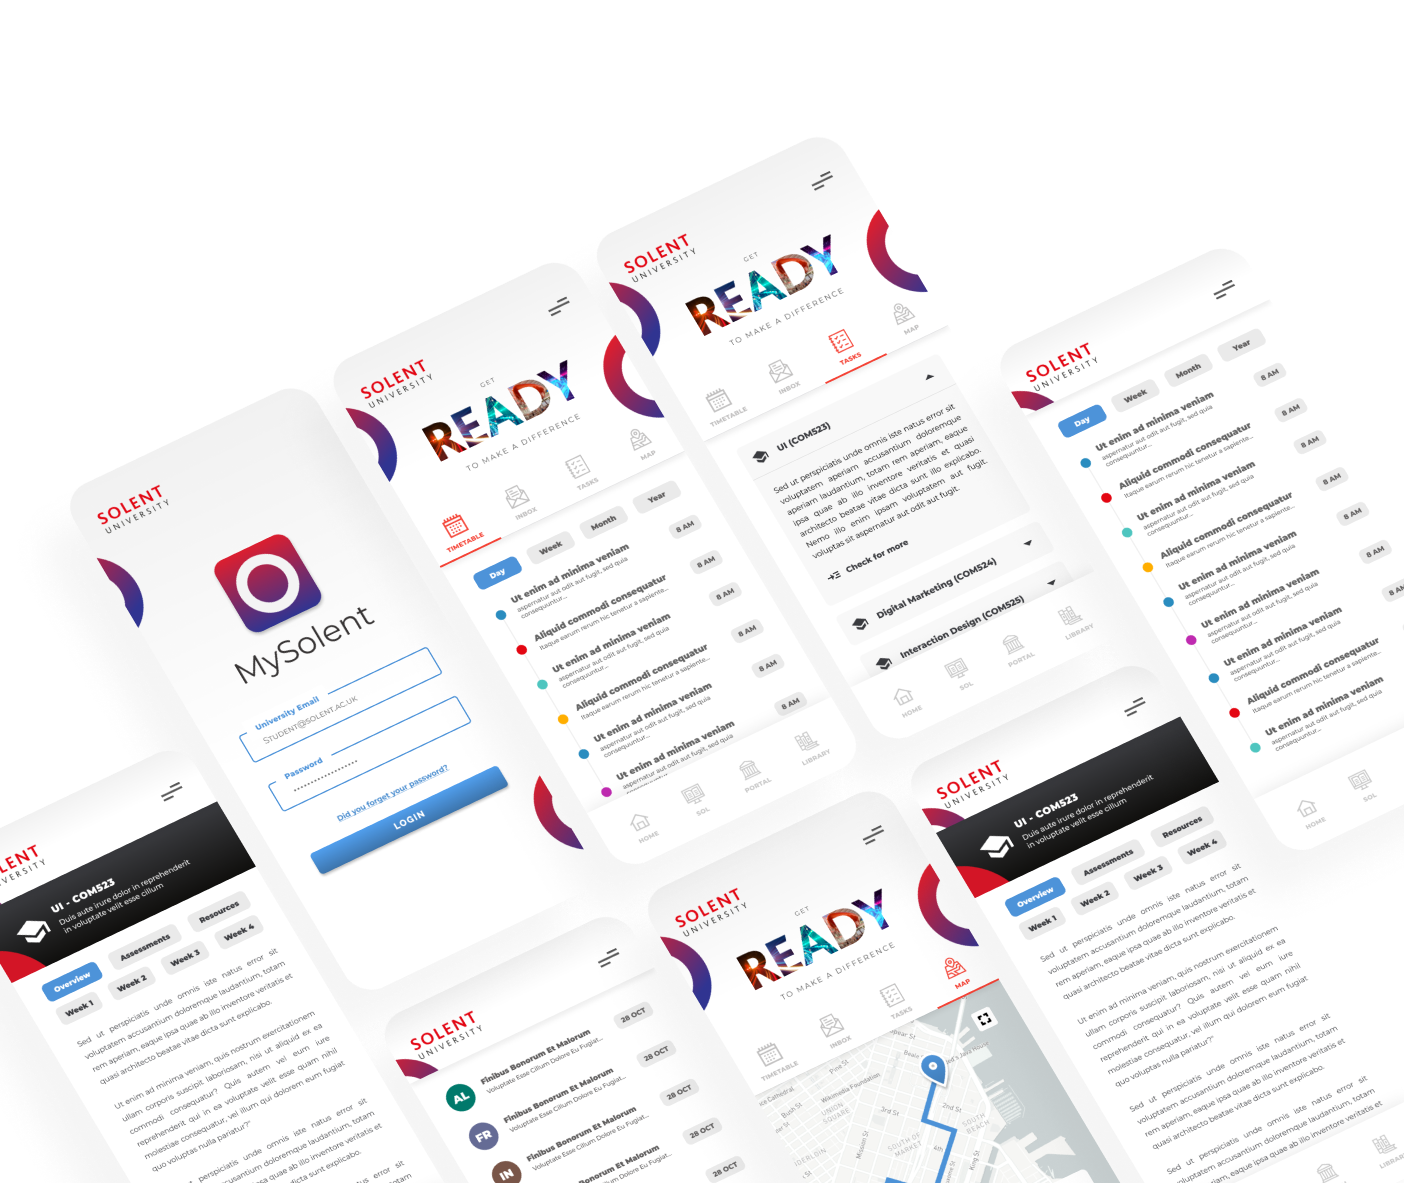 SOLENT
UNIVERSITY
MySolent
University Email
STUDENT@SOLENT.AC.UK
Password
Did you forget your password?
LOGIN
SOLENT
UNIVERSITY
GET
READY
TO MAKE A DIFFERENCE
TIMETABLE
INBOX
TASKS
MAP
Day
Week
Month
Year
Ut enim ad minima veniam
8 AM
aspernatur aut odit aut fugit, sed quia
consequuntur...
Aliquid commodi consequatur
8 AM
Itaque earum rerum hic tenetur a sapiente...
Ut enim ad minima veniam
8 AM
aspernatur aut odit aut fugit, sed quia
consequuntur...
Aliquid commodi consequatur
8 AM
Itaque earum rerum hic tenetur a sapiente...
Ut enim ad minima veniam
8 AM
aspernatur aut odit aut fugit, sed quia
consequuntur...
Ut enim ad minima veniam
8 AM
aspernatur aut odit aut fugit, sed quia
HOME
SOL
PORTAL
LIBRARY
SOLENT
UNIVERSITY
GET
READY
TO MAKE A DIFFERENCE
TIMETABLE
INBOX
TASKS
MAP
UI (COM523)
Sed ut perspiciatis unde omnis iste natus error sit
voluptatem aperiam accusantium doloremque
aperiam laudantium, totam rem aperiam, eaque
ipsa quae ab illo inventore veritatis et quasi
architecto beatae vitae dicta sunt illo explicabo.
Nemo illo enim ipsam voluptatem aut fugit.
voluptas sit aspernatur aut odit aut fugit.
Check for more
Digital Marketing (COM524)
Interaction Design (COM525)
HOME
SOL
PORTAL
LIBRARY
SOLENT
UNIVERSITY
Day
Week
Month
Year
Ut enim ad minima veniam
8 AM
aspernatur aut odit aut fugit, sed quia
consequuntur...
Aliquid commodi consequatur
8 AM
Itaque earum rerum hic tenetur a sapiente...
Ut enim ad minima veniam
8 AM
aspernatur aut odit aut fugit, sed quia
consequuntur...
Aliquid commodi consequatur
8 AM
Itaque earum rerum hic tenetur a sapiente...
Ut enim ad minima veniam
8 AM
aspernatur aut odit aut fugit, sed quia
consequuntur...
Ut enim ad minima veniam
8 AM
aspernatur aut odit aut fugit, sed quia
consequuntur...
Ut enim ad minima veniam
8 AM
aspernatur aut odit aut fugit, sed quia
consequuntur...
Aliquid commodi consequatur
Itaque earum rerum hic tenetur a sapiente...
Ut enim ad minima veniam
aspernatur aut odit aut fugit, sed quia
consequuntur...
HOME
SOL
LENT
VERSITY
UI - COM523
Duis aute irure dolor in reprehenderit
in voluptate velit esse cillum
Overview
Assessments
Resources
Week 1
Week 2
Week 3
Week 4
Sed ut perspiciatis unde omnis iste natus error sit
voluptatem accusantium doloremque laudantium, totam
rem aperiam, eaque ipsa quae ab illo inventore veritatis et
quasi architecto beatae vitae dicta sunt explicabo.
Ut enim ad minima veniam, quis nostrum exercitationem
ullam corporis suscipit laboriosam, nisi ut aliquid ex ea
commodi consequatur? Quis autem vel eum iure
reprehenderit qui in ea voluptate velit esse quam nihil
molestiae consequatur, vel illum qui dolorem eum fugiat
quo voluptas nulla pariatur?"
perspiciatis unde omnis iste natus error sit
accusantium doloremque laudantium, totam
eaque ipsa quae ab illo inventore veritatis et
beatae vitae dicta sunt explicabo.
SOLENT
UNIVERSITY
AL
Finibus Bonorum Et Malorum
28 OCT
Voluptate Esse Cillum Dolore Eu Fugiat...
FR
Finibus Bonorum Et Malorum
28 OCT
Voluptate Esse Cillum Dolore Eu Fugiat...
IN
Finibus Bonorum Et Malorum
28 OCT
Voluptate Esse Cillum Dolore Eu Fugiat...
Finibus Bonorum Et Malorum
28 OCT
Voluptate Esse Cillum Dolore Eu Fugiat...
28 OCT
SOLENT
UNIVERSITY
GET
READY
TO MAKE A DIFFERENCE
TIMETABLE
INBOX
TASKS
MAP
Pine St
Bush St
Wikimedia Foundation
UNION
SQUARE
3rd St
2nd St
SOUTH
BEACH
SOUTH OF
MARKET
4th
Mission St
King St
SOLENT
UNIVERSITY
UI - COM523
Duis aute irure dolor in reprehenderit
in voluptate velit esse cillum
Overview
Assessments
Resources
Week 1
Week 2
Week 3
Week 4
Sed ut perspiciatis unde omnis iste natus error sit
voluptatem accusantium doloremque laudantium, totam
rem aperiam, eaque ipsa quae ab illo inventore veritatis et
quasi architecto beatae vitae dicta sunt explicabo.
Ut enim ad minima veniam, quis nostrum exercitationem
ullam corporis suscipit laboriosam, nisi ut aliquid ex ea
commodi consequatur? Quis autem vel eum iure
reprehenderit qui in ea voluptate velit esse quam nihil
molestiae consequatur, vel illum qui dolorem eum fugiat
quo voluptas nulla pariatur?"
Sed ut perspiciatis unde omnis iste natus error sit
voluptatem accusantium doloremque laudantium, totam
rem aperiam, eaque ipsa quae ab illo inventore veritatis et
quasi architecto beatae vitae dicta sunt explicabo.
Sed ut perspiciatis unde omnis iste natus error sit
voluptatem accusantium doloremque laudantium, totam
rem aperiam, eaque ipsa quae ab illo inventore veritatis et
PORTAL
LIBRARY